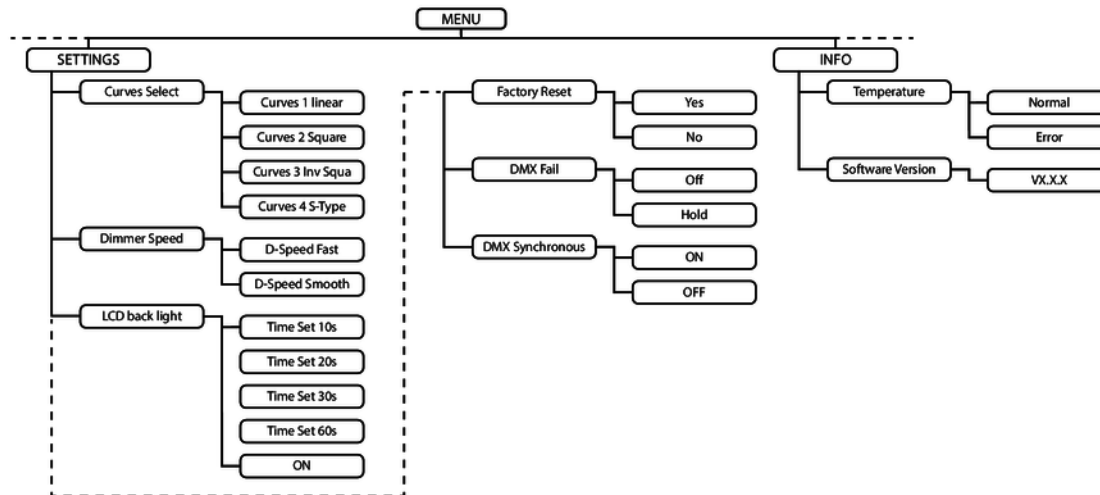 MENU
SETTINGS
Curves Select
Curves 1 linear
Curves 2 Square
Curves 3 Inv Squa
Curves 4 S-Type
Dimmer Speed
D-Speed Fast
D-Speed Smooth
LCD back light
Time Set 10s
Time Set 20s
Time Set 30s
Time Set 60s
ON
Factory Reset
Yes
No
DMX Fail
Off
Hold
DMX Synchronous
ON
OFF
INFO
Temperature
Normal
Error
Software Version
VX.X.X